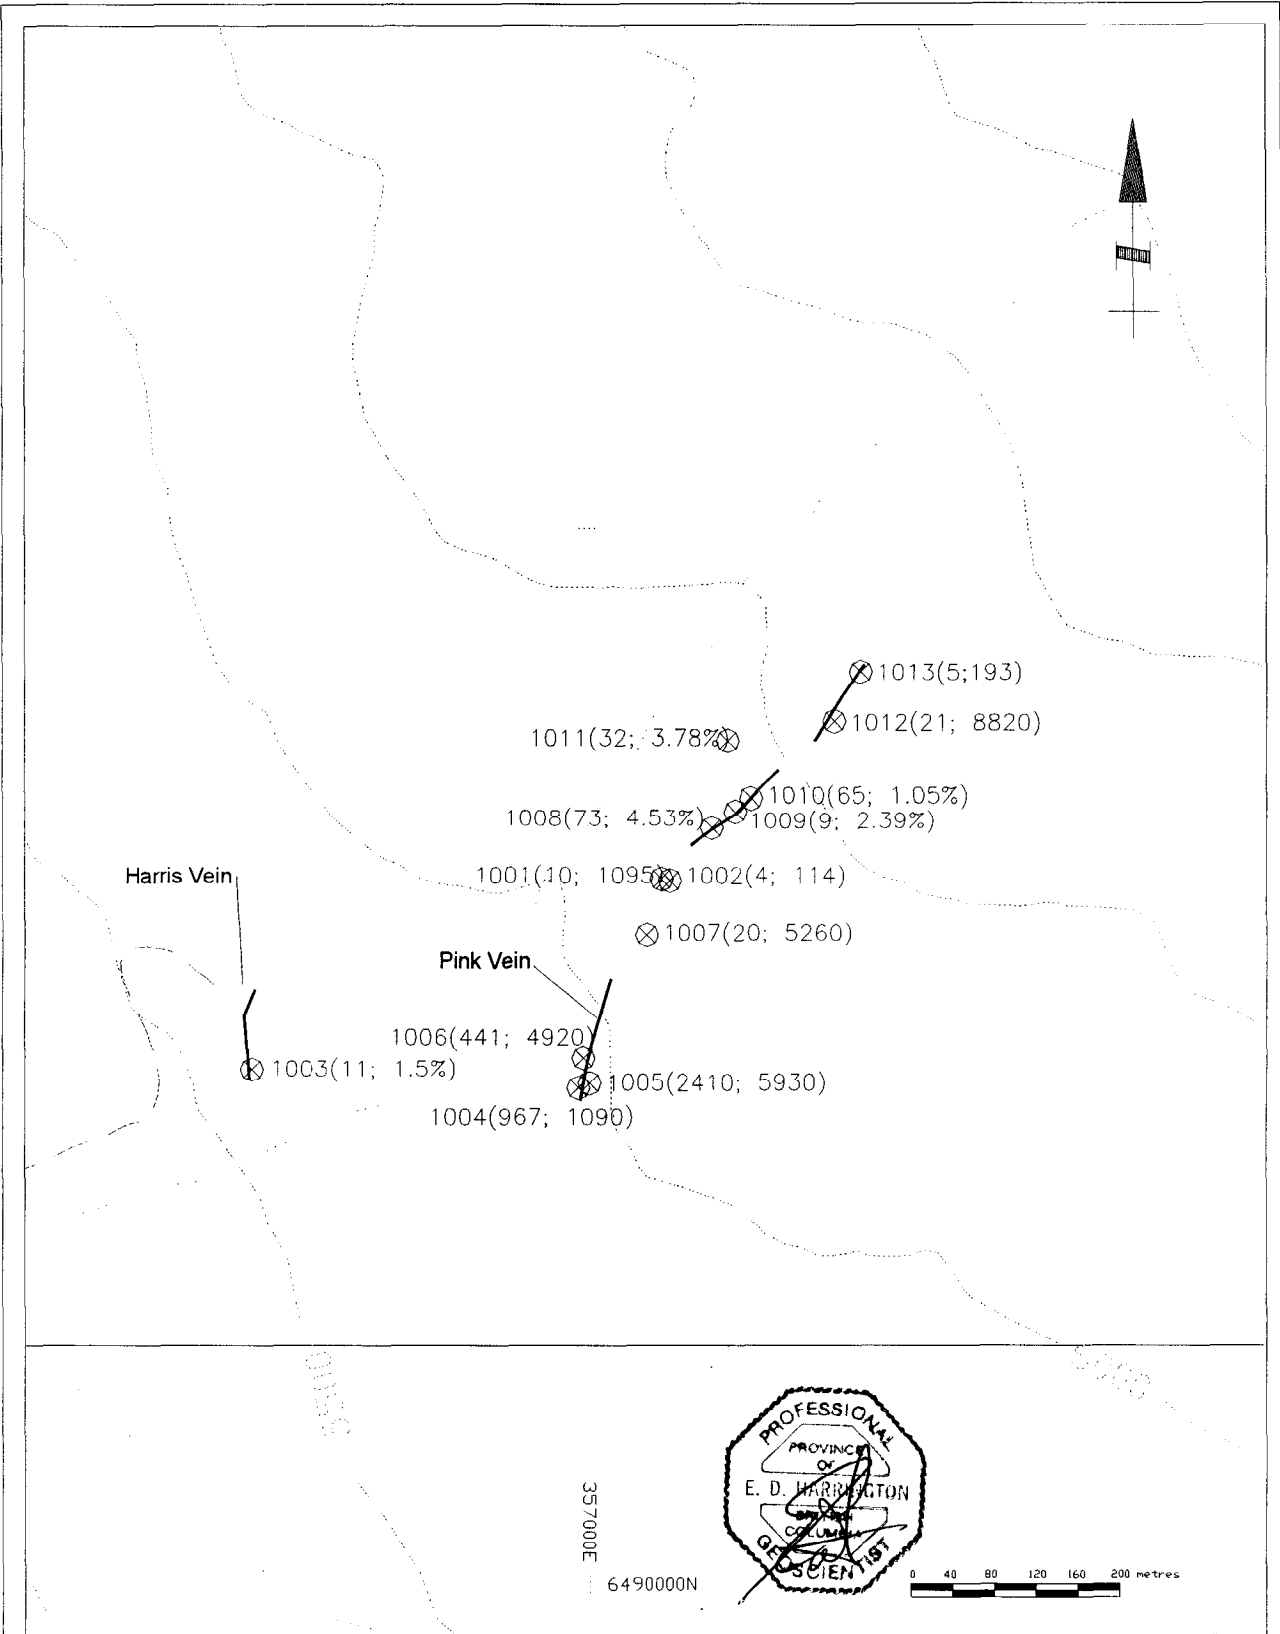 1013(5;193)
1012(21; 8820)
1011(32; 3.78%)
1010(65; 1.05%)
1008(73; 4.53%)
1009(9; 2.39%)
1001(10; 1095)
1002(4; 114)
Harris Vein
1007(20; 5260)
Pink Vein
1006(441; 4920)
1003(11; 1.5%)
1005(2410; 5930)
1004(967; 1090)
5000
PROFESSIONAL
PROVINCE
OF
E. D. HARRINGTON
BRITISH
COLUMBIA
GEOSCIENTIST
357000E
6490000N
0 40 80 120 160 200 metres